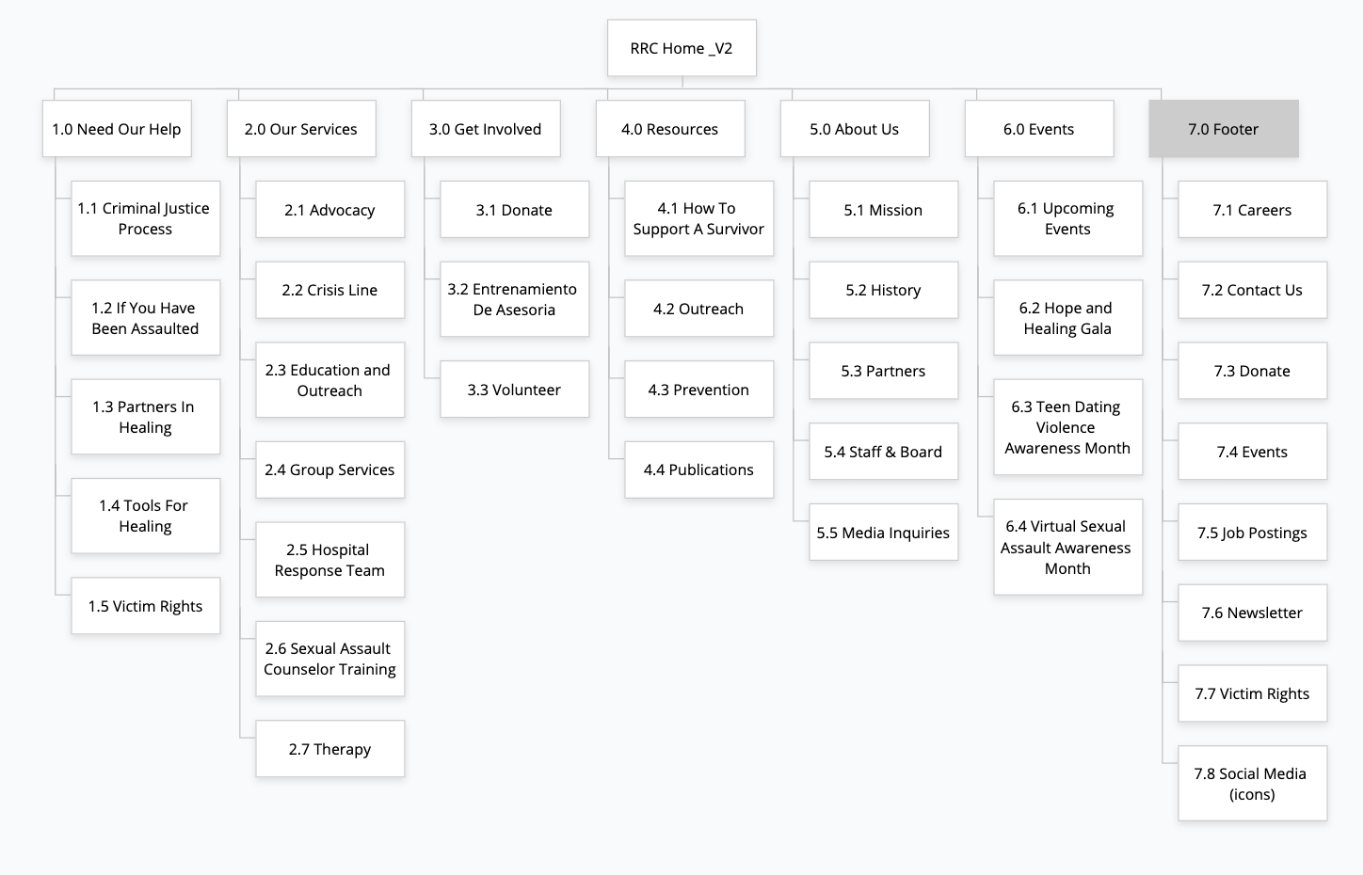 RRC Home _V2
1.0 Need Our Help
2.0 Our Services
3.0 Get Involved
4.0 Resources
5.0 About Us
6.0 Events
7.0 Footer
1.1 Criminal Justice
Process
1.2 If You Have
Been Assaulted
1.3 Partners In
Healing
1.4 Tools For
Healing
1.5 Victim Rights
2.1 Advocacy
2.2 Crisis Line
2.3 Education and
Outreach
2.4 Group Services
2.5 Hospital
Response Team
2.6 Sexual Assault
Counselor Training
2.7 Therapy
3.1 Donate
3.2 Entrenamiento
De Asesoria
3.3 Volunteer
4.1 How To
Support A Survivor
4.2 Outreach
4.3 Prevention
4.4 Publications
5.1 Mission
5.2 History
5.3 Partners
5.4 Staff & Board
5.5 Media Inquiries
6.1 Upcoming
Events
6.2 Hope and
Healing Gala
6.3 Teen Dating
Violence
Awareness Month
6.4 Virtual Sexual
Assault Awareness
Month
7.1 Careers
7.2 Contact Us
7.3 Donate
7.4 Events
7.5 Job Postings
7.6 Newsletter
7.7 Victim Rights
7.8 Social Media
(icons)